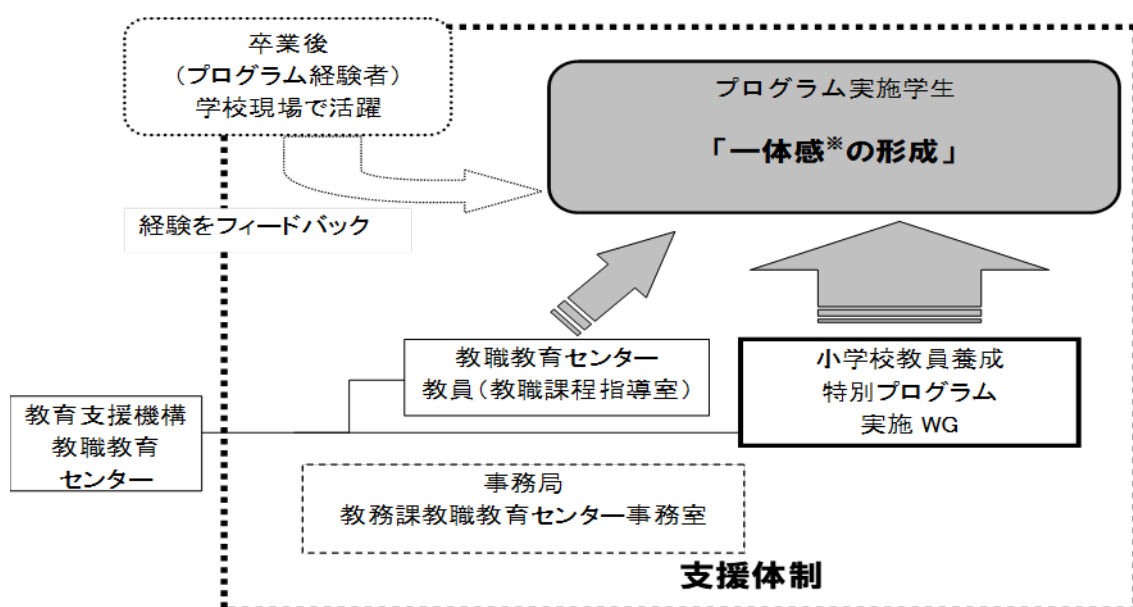 卒業後
(プログラム経験者)
学校現場で活躍
プログラム実施学生
「一体感※の形成」
経験をフィードバック
教職教育センター
教員(教職課程指導室)
小学校教員養成
特別プログラム
実施 WG
教育支援機構
教職教育
センター
事務局
教務課教職教育センター事務室
支援体制